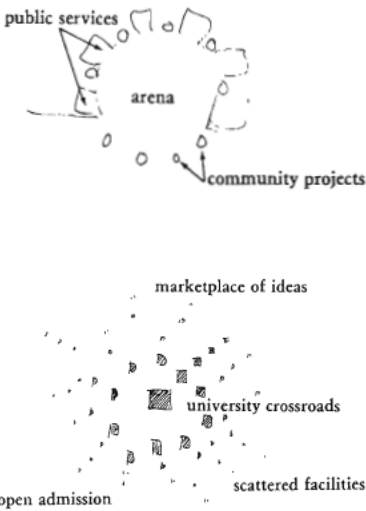 public services
arena
community projects
marketplace of ideas
university crossroads
scattered facilities
open admission